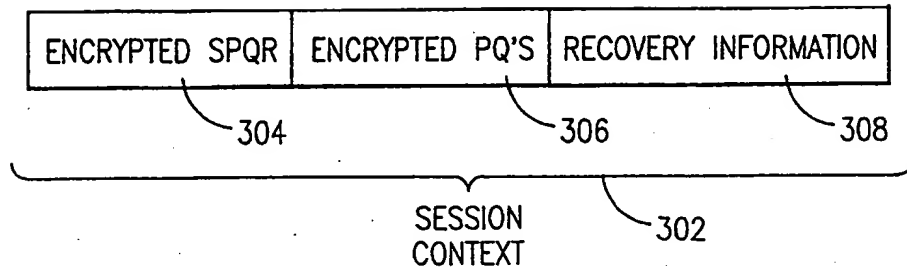 ENCRYPTED SPQR ENCRYPTED PQ'S RECOVERY INFORMATION
304 306 308
SESSION 302
CONTEXT